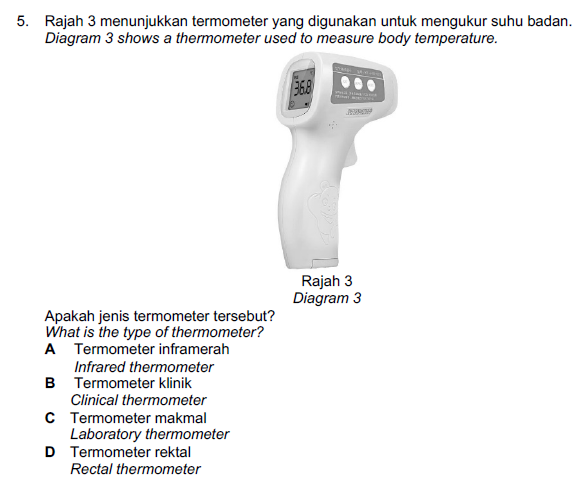 5. Rajah 3 menunjukkan termometer yang digunakan untuk mengukur suhu badan.
Diagram 3 shows a thermometer used to measure body temperature.
36.8
Rajah 3
Diagram 3
Apakah jenis termometer tersebut?
What is the type of thermometer?
A Termometer inframerah
Infrared thermometer
B Termometer klinik
Clinical thermometer
C Termometer makmal
Laboratory thermometer
D Termometer rektal
Rectal thermometer